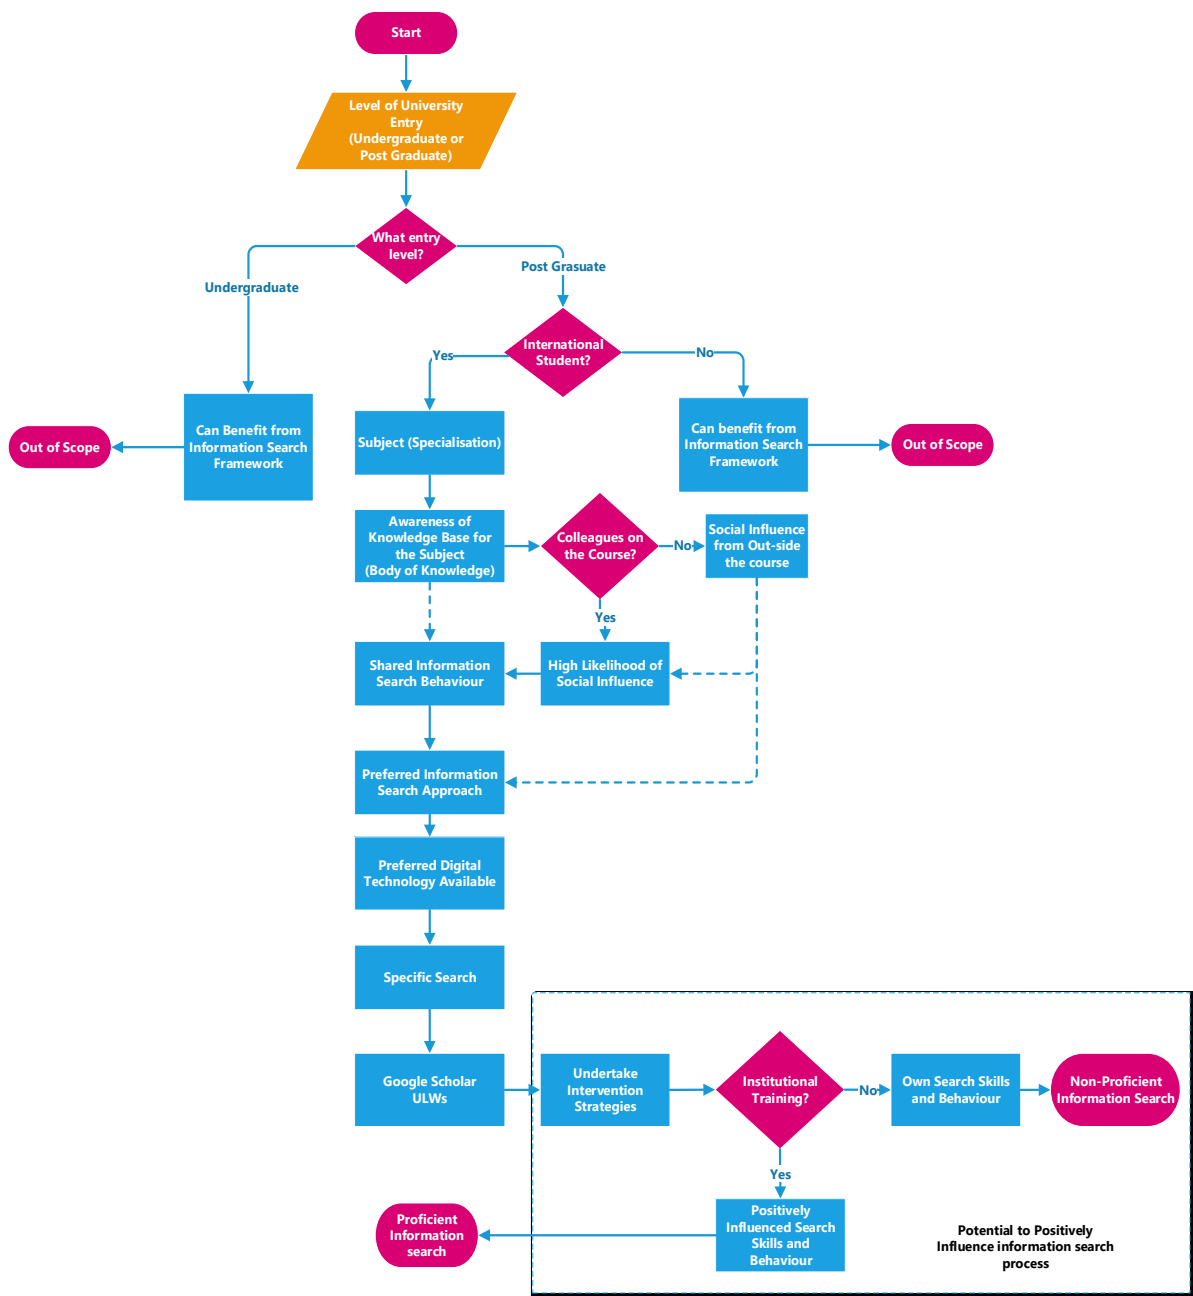 Start
Level of University
Entry
(Undergraduate or
Post Graduate)
What entry
level?
Undergraduate
Post Grasuate
International
Student?
Yes
No
Can Benefit from
Information Search
Framework
Out of Scope
Subject (Specialisation)
Can benefit from
Information Search
Framework
Out of Scope
Awareness of
Knowledge Base for
the Subject
(Body of Knowledge)
Colleagues on
the Course?
No
Social Influence
from Out-side
the course
Yes
Shared Information
Search Behaviour
High Likelihood of
Social Influence
Preferred Information
Search Approach
Preferred Digital
Technology Available
Specific Search
Google Scholar
ULWs
Undertake
Intervention
Strategies
Institutional
Training?
No
Own Search Skills
and Behaviour
Non-Proficient
Information Search
Yes
Positively
Influenced Search
Skills and
Behaviour
Proficient
Information
search
Potential to Positively
Influence information search
process